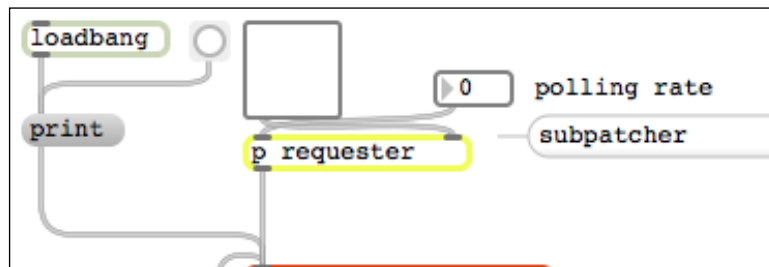 loadbang
0
polling rate
print
subpatcher
p requester